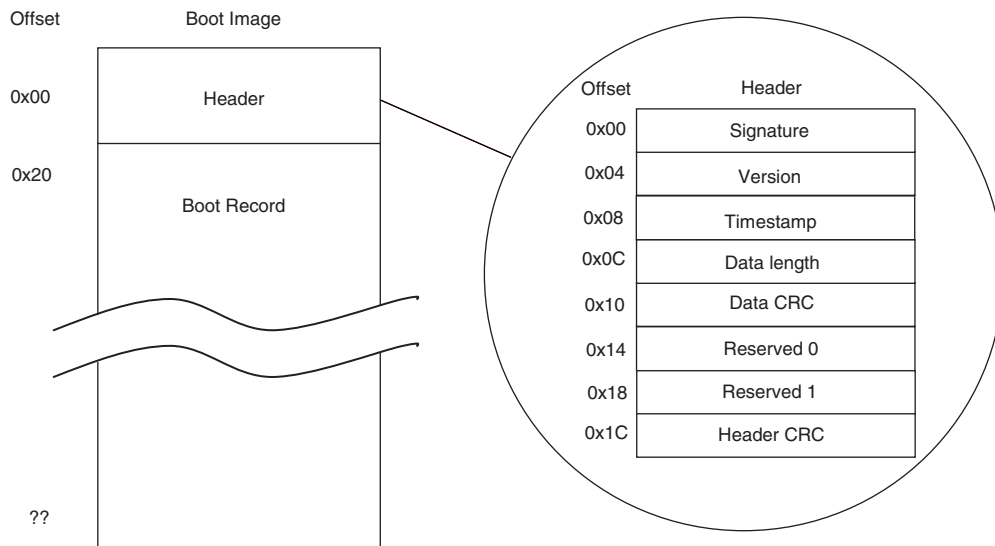 Offset Boot Image
0x00 Header
0x20
Boot Record
??
Offset Header
0x00 Signature
0x04 Version
0x08 Timestamp
0x0C Data length
0x10 Data CRC
0x14 Reserved 0
0x18 Reserved 1
0x1C Header CRC